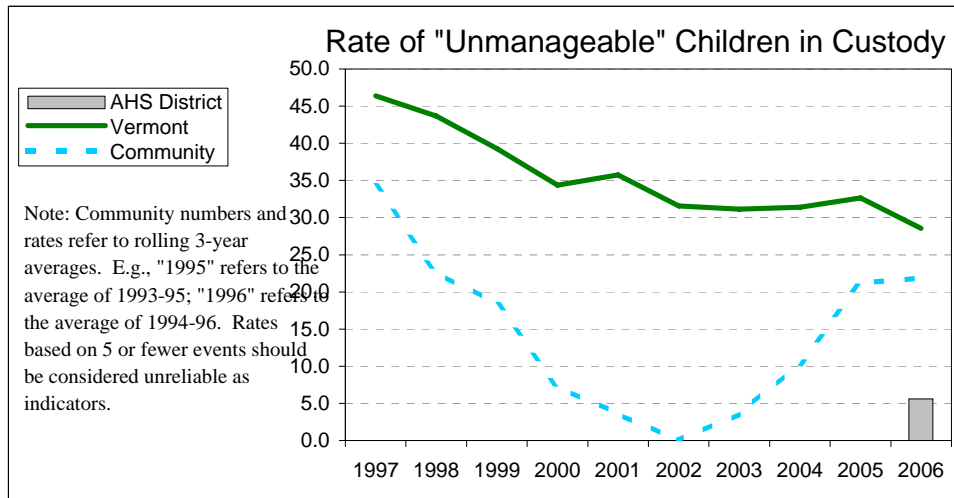 Rate of "Unmanageable" Children in Custody
AHS District
Vermont
Community
Note: Community numbers and
rates refer to rolling 3-year
averages.  E.g., "1995" refers to the
average of 1993-95; "1996" refers to
the average of 1994-96.  Rates
based on 5 or fewer events should
be considered unreliable as
indicators.
50.0
45.0
40.0
35.0
30.0
25.0
20.0
15.0
10.0
5.0
0.0
1997 1998 1999 2000 2001 2002 2003 2004 2005 2006